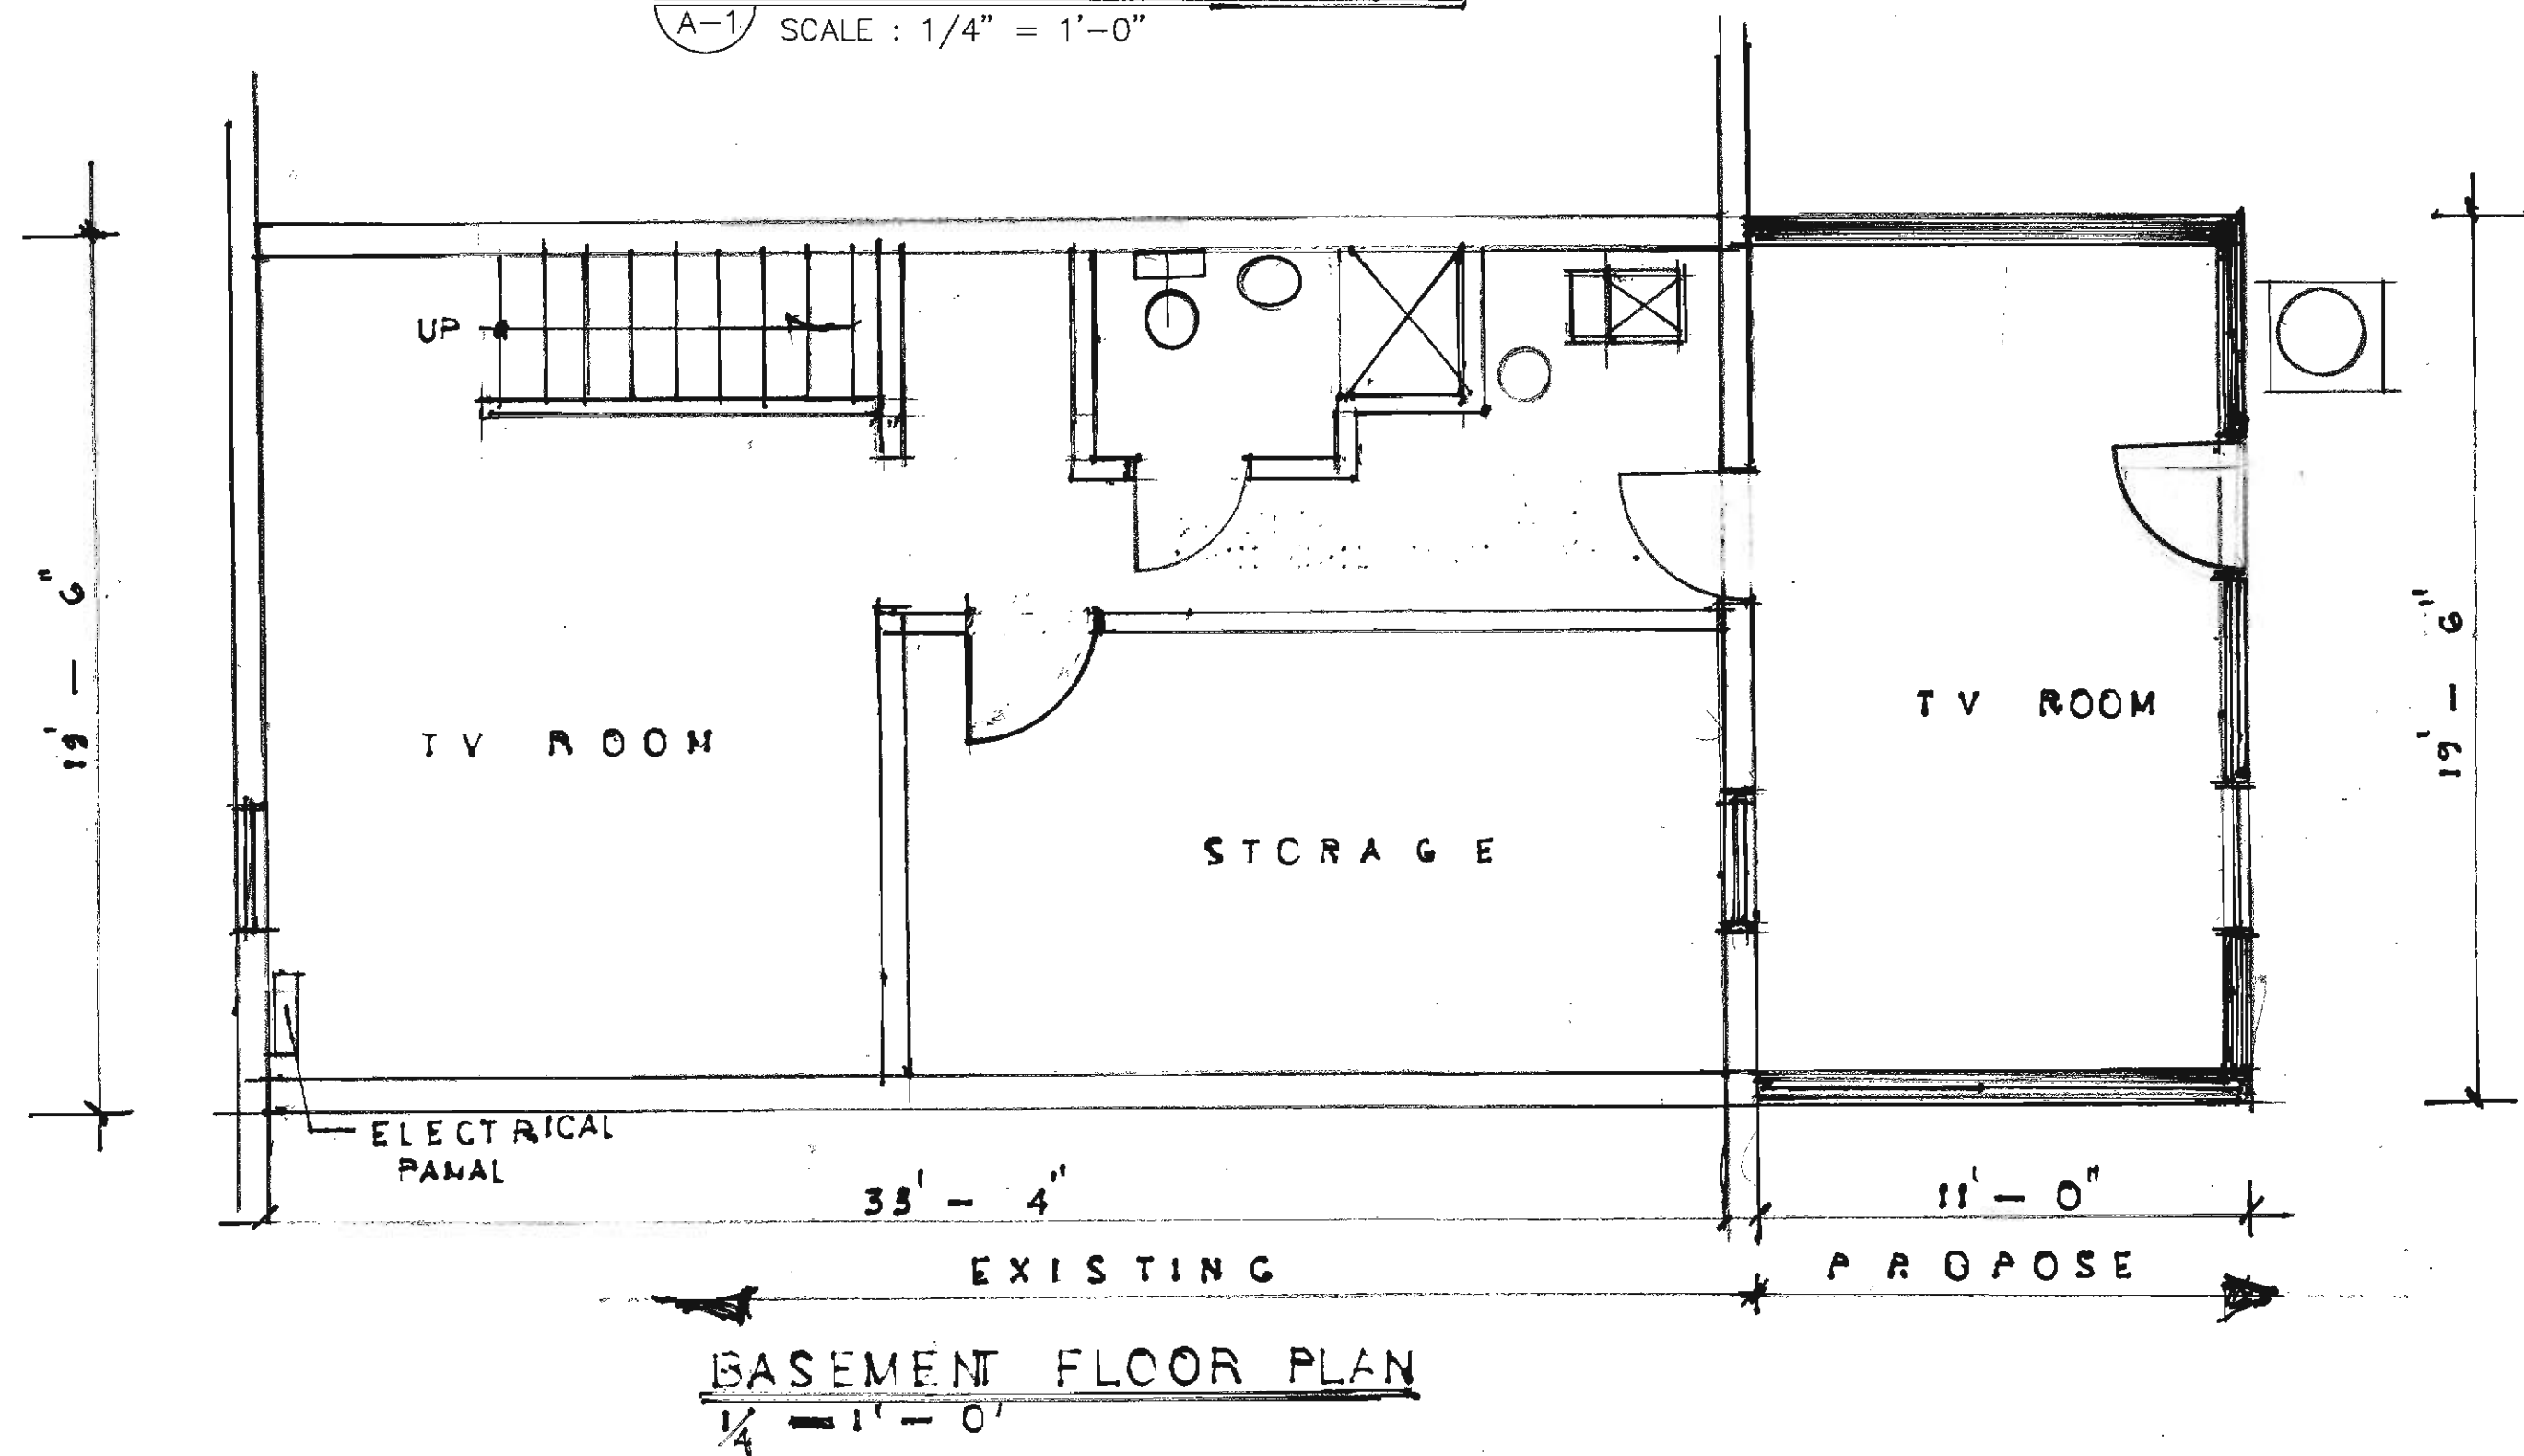 A-1
SCALE : 1/4" = 1'-0"
UP
19' - 6"
TV ROOM
TV ROOM
19' - 6"
STORAGE
ELECTRICAL
PANAL
33' - 4"
11' - 0"
EXISTING
PROPOSE
BASEMENT FLOOR PLAN
1/4 = 1' - 0'